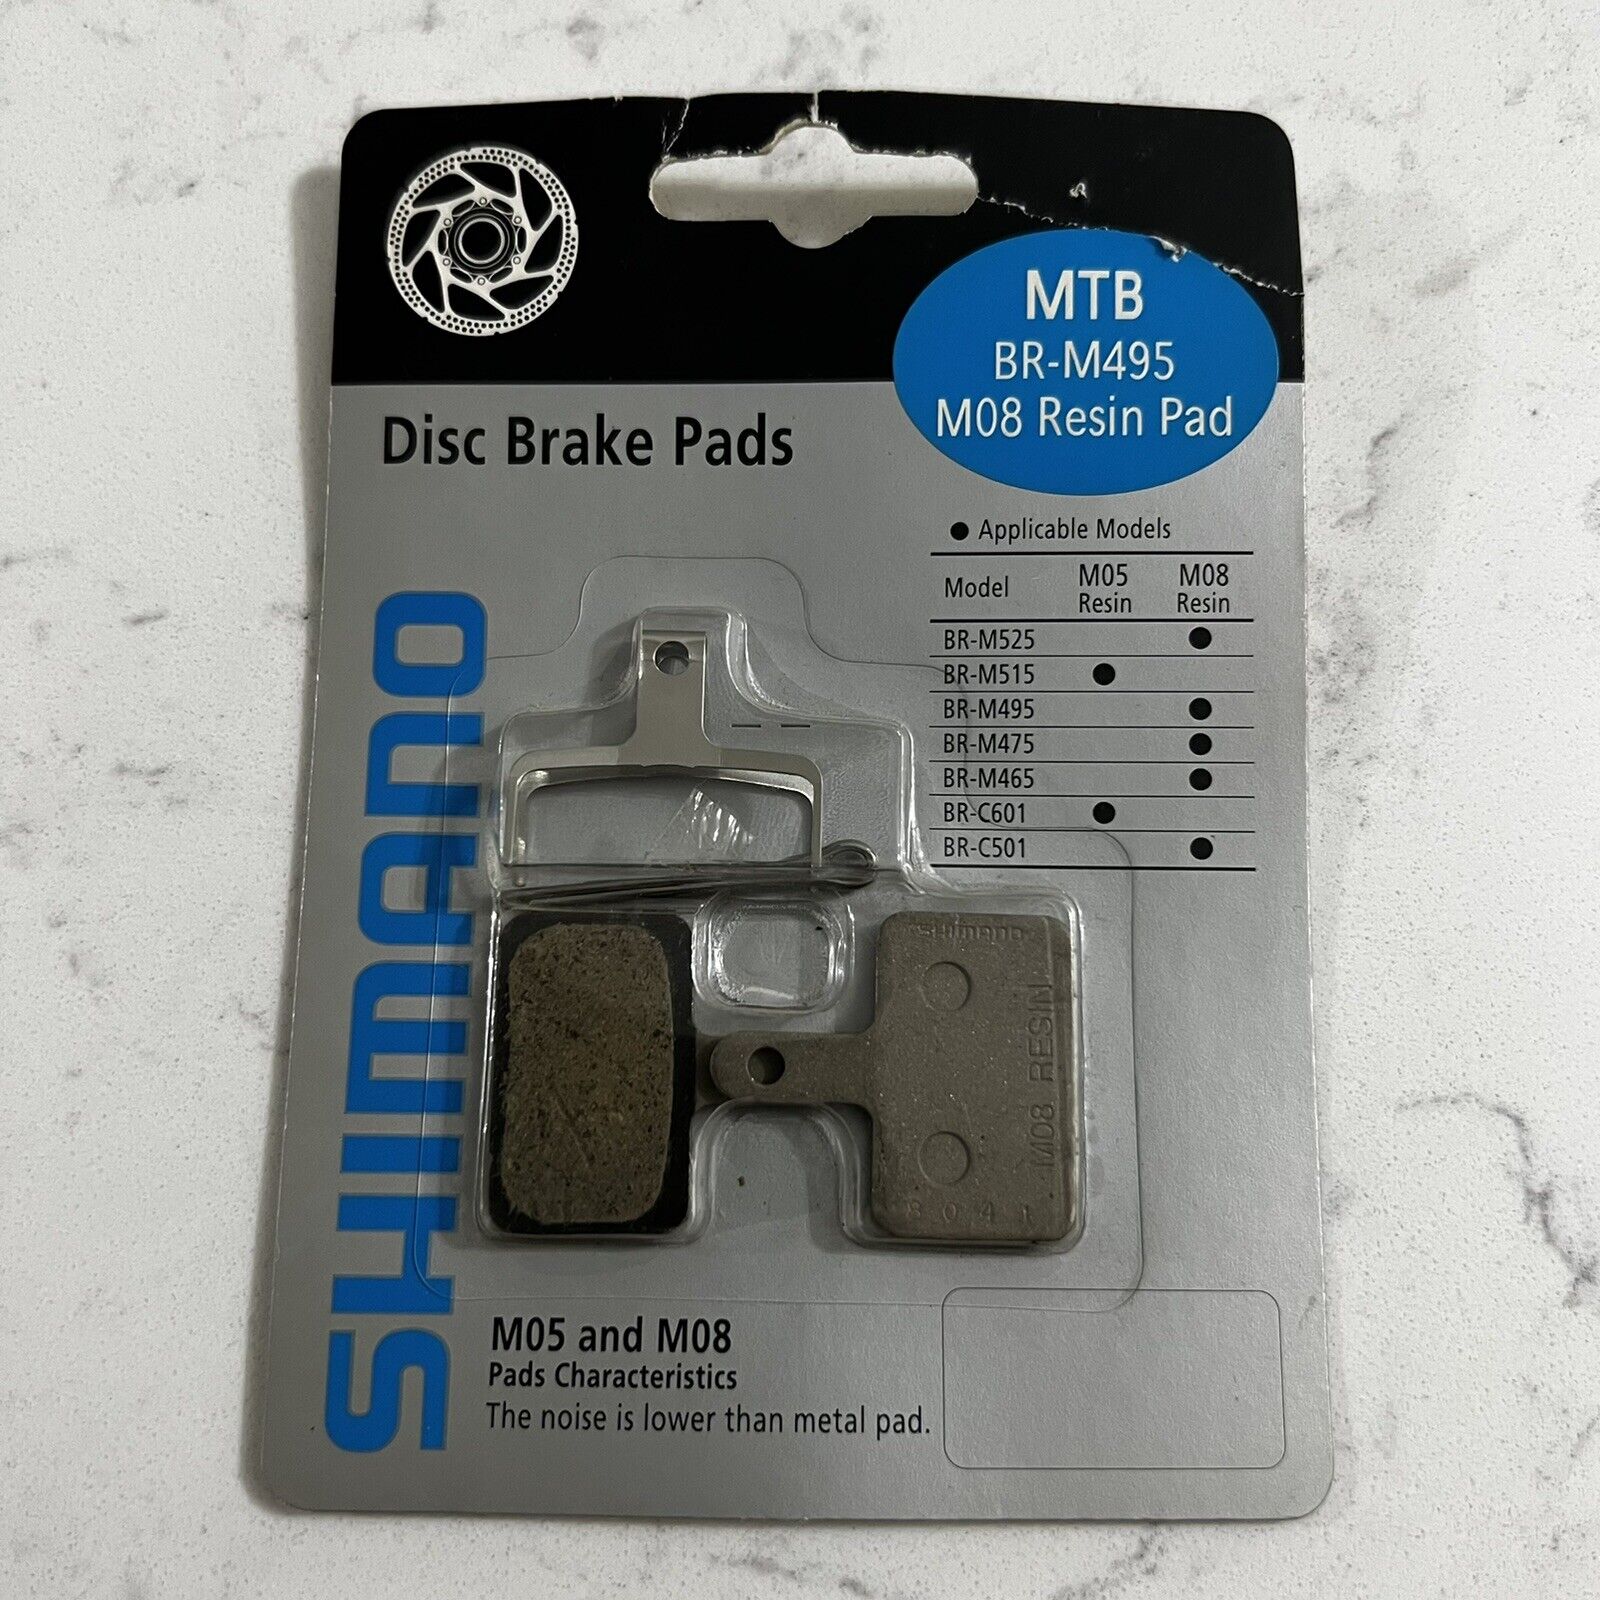 MTB
BR-M495
M08 Resin Pad
Disc Brake Pads
● Applicable Models
Model M05 Resin M08 Resin
BR-M525 ●
BR-M515 ●
BR-M495 ●
BR-M475 ●
BR-M465 ●
BR-C601 ●
BR-C501 ●
SHIMANO
SHIMANO
M08 RESIN
8041
M05 and M08
Pads Characteristics
The noise is lower than metal pad.